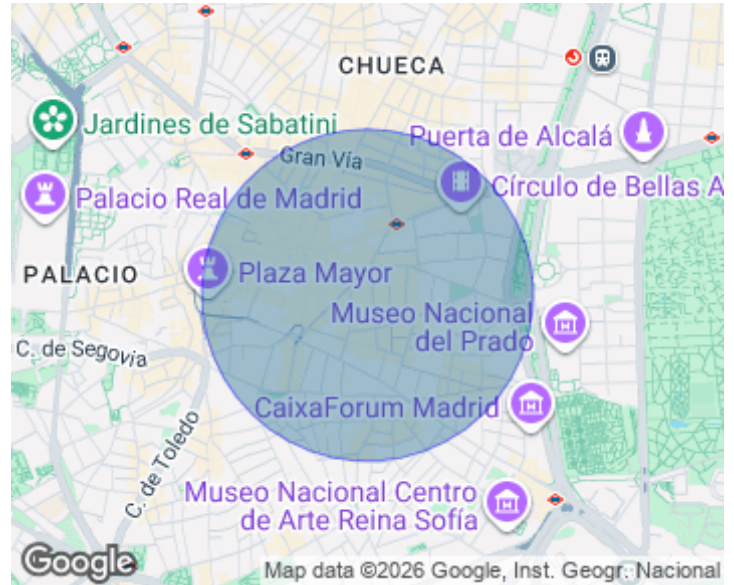 CHUECA
Jardines de Sabatini
Puerta de Alcalá
Gran Vía
Círculo de Bellas A
Palacio Real de Madrid
PALACIO
Plaza Mayor
Museo Nacional
del Prado
C. de Segovia
CaixaForum Madrid
C. de Toledo
Museo Nacional Centro
de Arte Reina Sofía
Google
Map data ©2026 Google, Inst. Geogr. Nacional